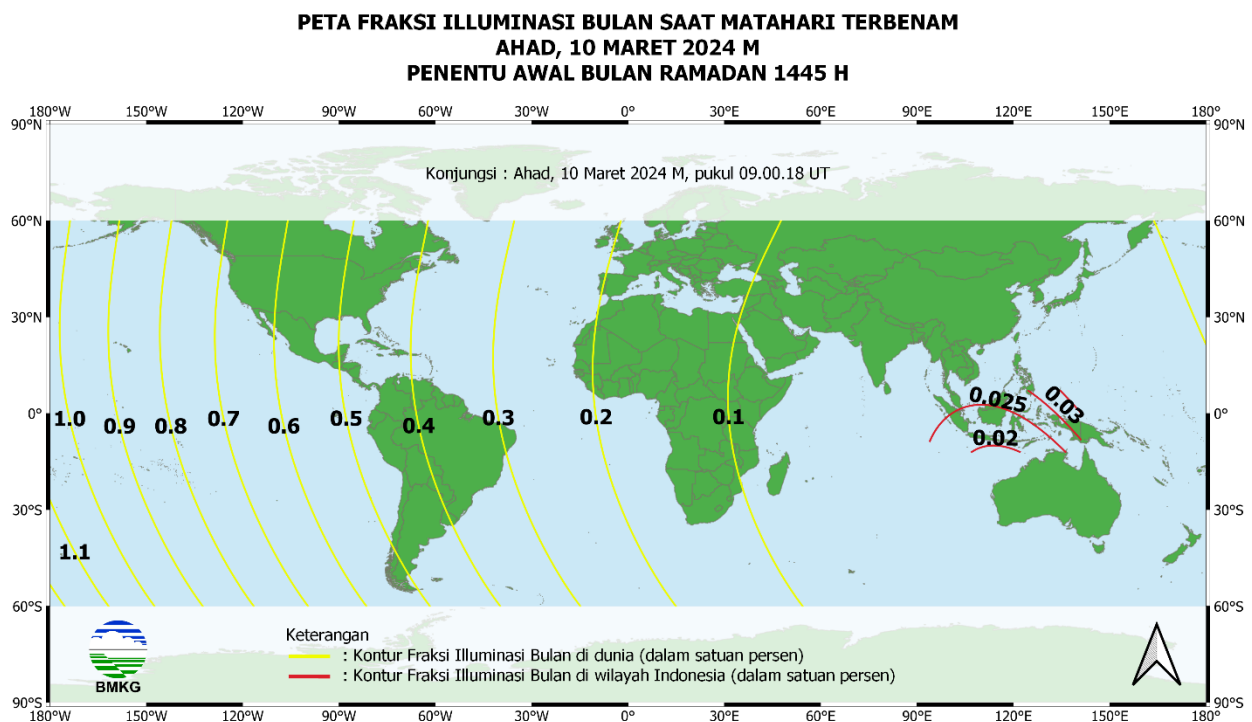 PETA FRAKSI ILLUMINASI BULAN SAAT MATAHARI TERBENAM
AHAD, 10 MARET 2024 M
PENENTU AWAL BULAN RAMADAN 1445 H
180°W 150°W 120°W 90°W 60°W 30°W 0° 30°E 60°E 90°E 120°E 150°E 180°
90°N 90°N
Konjungsi : Ahad, 10 Maret 2024 M, pukul 09.00.18 UT
60°N 60°N
30°N 30°N
0.025 0.03
0° 1.0 0.9 0.8 0.7 0.6 0.5 0.4 0.3 0.2 0.1 0°
0.02
30°S 30°S
1.1
60°S 60°S
Keterangan
: Kontur Fraksi Illuminasi Bulan di dunia (dalam satuan persen)
: Kontur Fraksi Illuminasi Bulan di wilayah Indonesia (dalam satuan persen)
BMKG
90°S 90°S
180°W 150°W 120°W 90°W 60°W 30°W 0° 30°E 60°E 90°E 120°E 150°E 180°